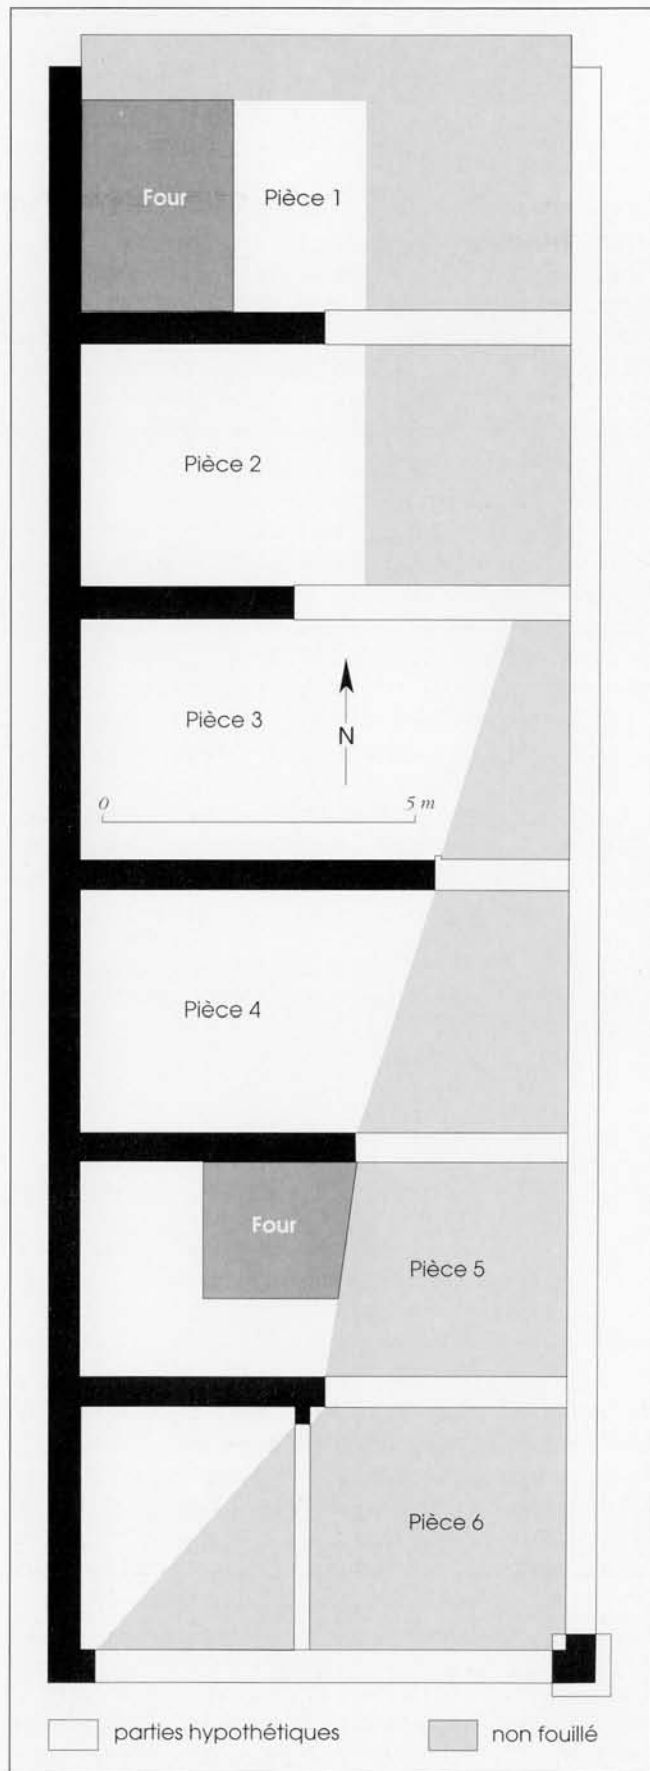 Four
Pièce 1
Pièce 2
Pièce 3
N
0 5 m
Pièce 4
Four
Pièce 5
Pièce 6
parties hypothétiques
non fouillé